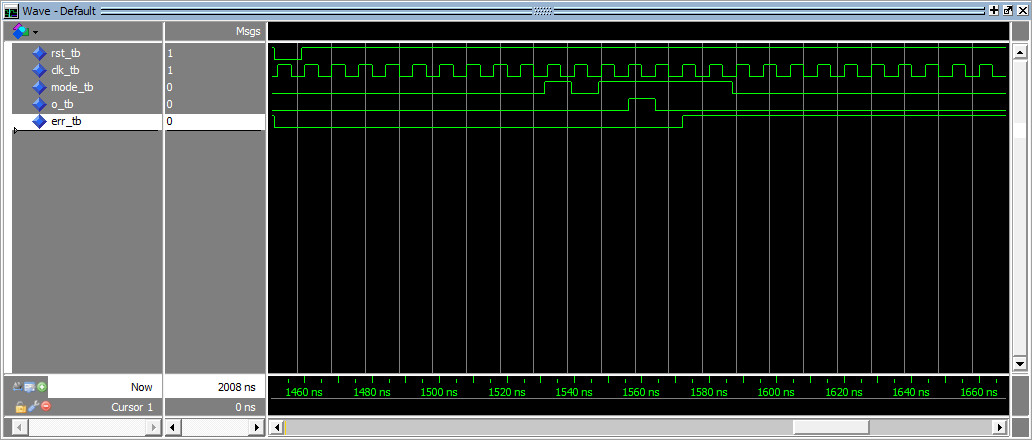 Wave - Default
Msgs
rst_tb 1
clk_tb 1
mode_tb 0
o_tb 0
err_tb 0
Now 2008 ns
Cursor 1 0 ns
1460 ns 1480 ns 1500 ns 1520 ns 1540 ns 1560 ns 1580 ns 1600 ns 1620 ns 1640 ns 1660 ns